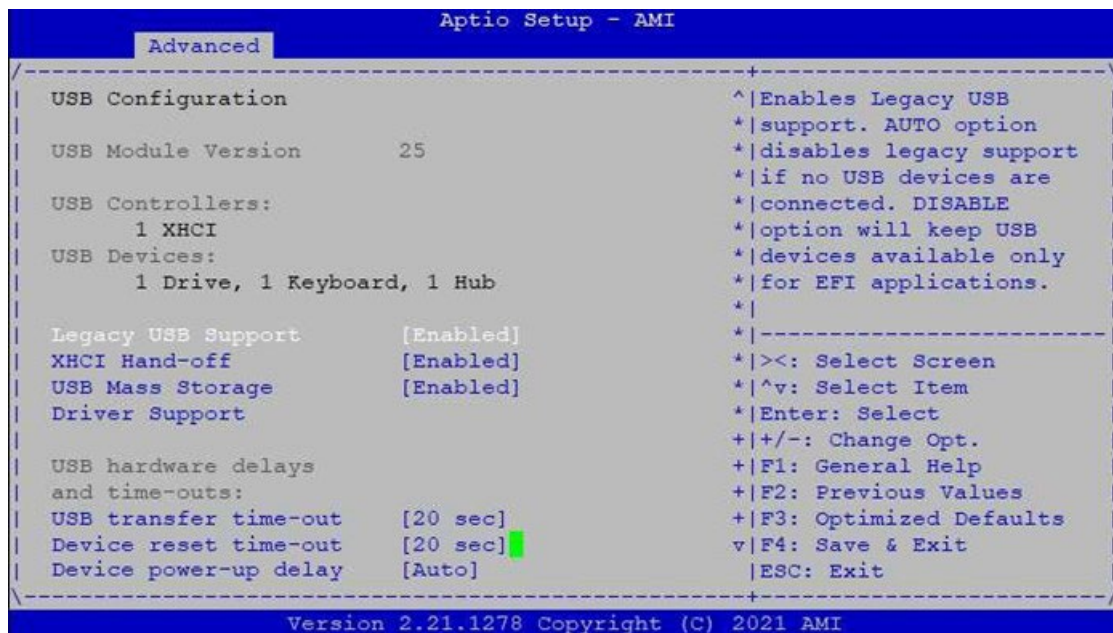 Aptio Setup - AMI
Advanced
USB Configuration
USB Module Version 25
USB Controllers:
1 XHCI
USB Devices:
1 Drive, 1 Keyboard, 1 Hub
Legacy USB Support [Enabled]
XHCI Hand-off [Enabled]
USB Mass Storage [Enabled]
Driver Support
USB hardware delays
and time-outs:
USB transfer time-out [20 sec]
Device reset time-out [20 sec]
Device power-up delay [Auto]
Enables Legacy USB
support. AUTO option
disables legacy support
if no USB devices are
connected. DISABLE
option will keep USB
devices available only
for EFI applications.
><: Select Screen
^v: Select Item
Enter: Select
+/-: Change Opt.
F1: General Help
F2: Previous Values
F3: Optimized Defaults
F4: Save & Exit
ESC: Exit
Version 2.21.1278 Copyright (C) 2021 AMI